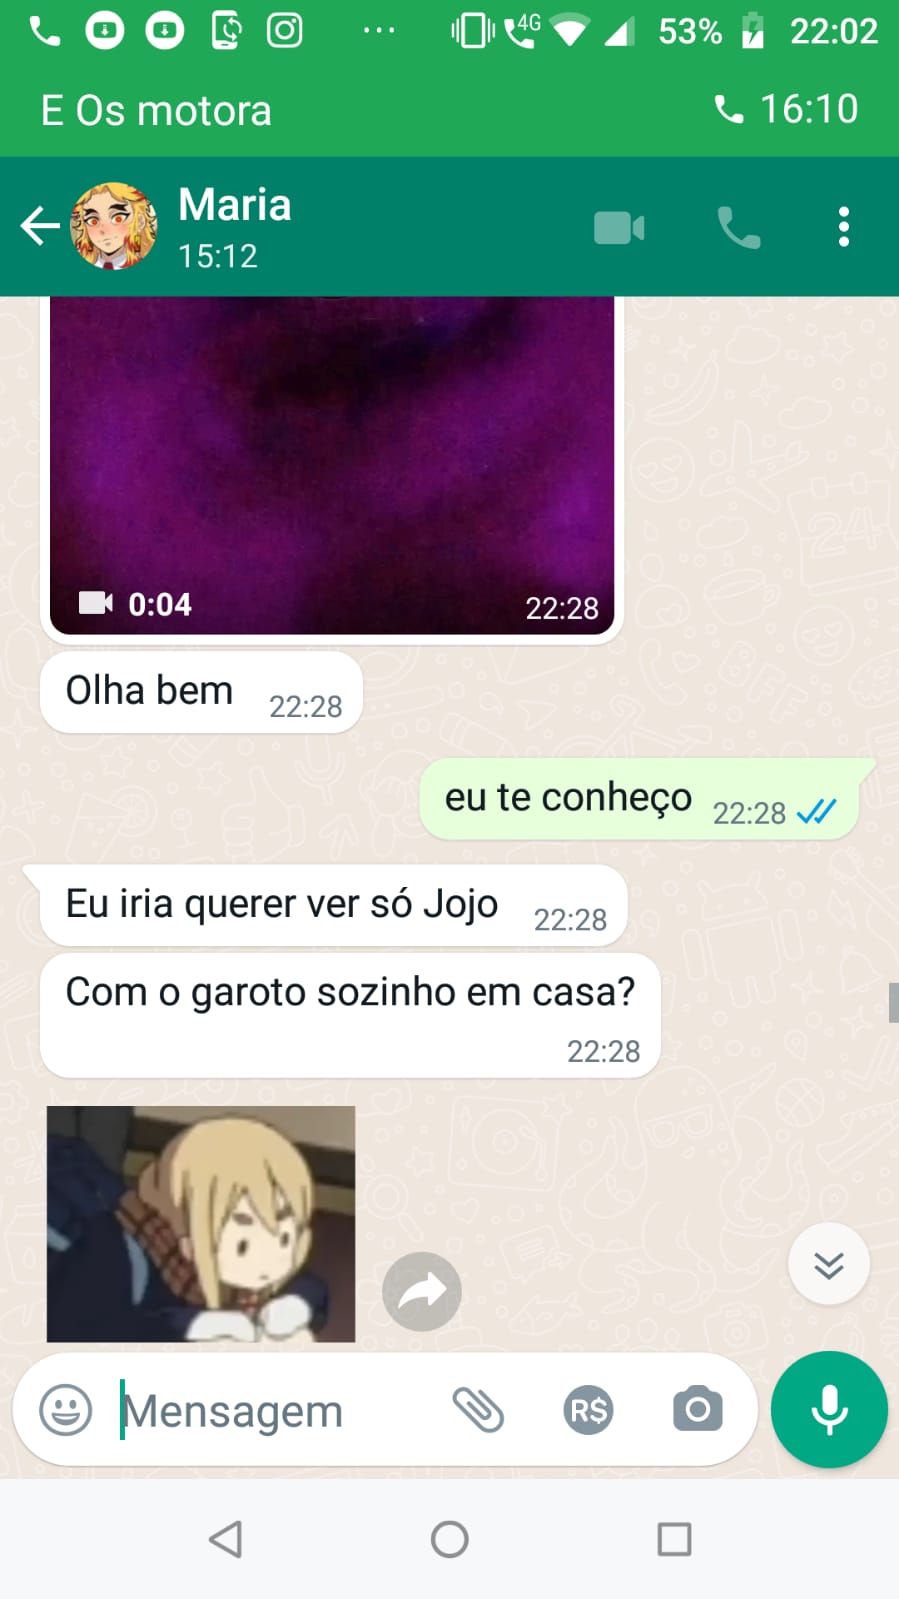 4G 53% 22:02
E Os motora 16:10
Maria
15:12
0:04 22:28
Olha bem 22:28
eu te conheço 22:28
Eu iria querer ver só Jojo 22:28
Com o garoto sozinho em casa?
22:28
Mensagem R$